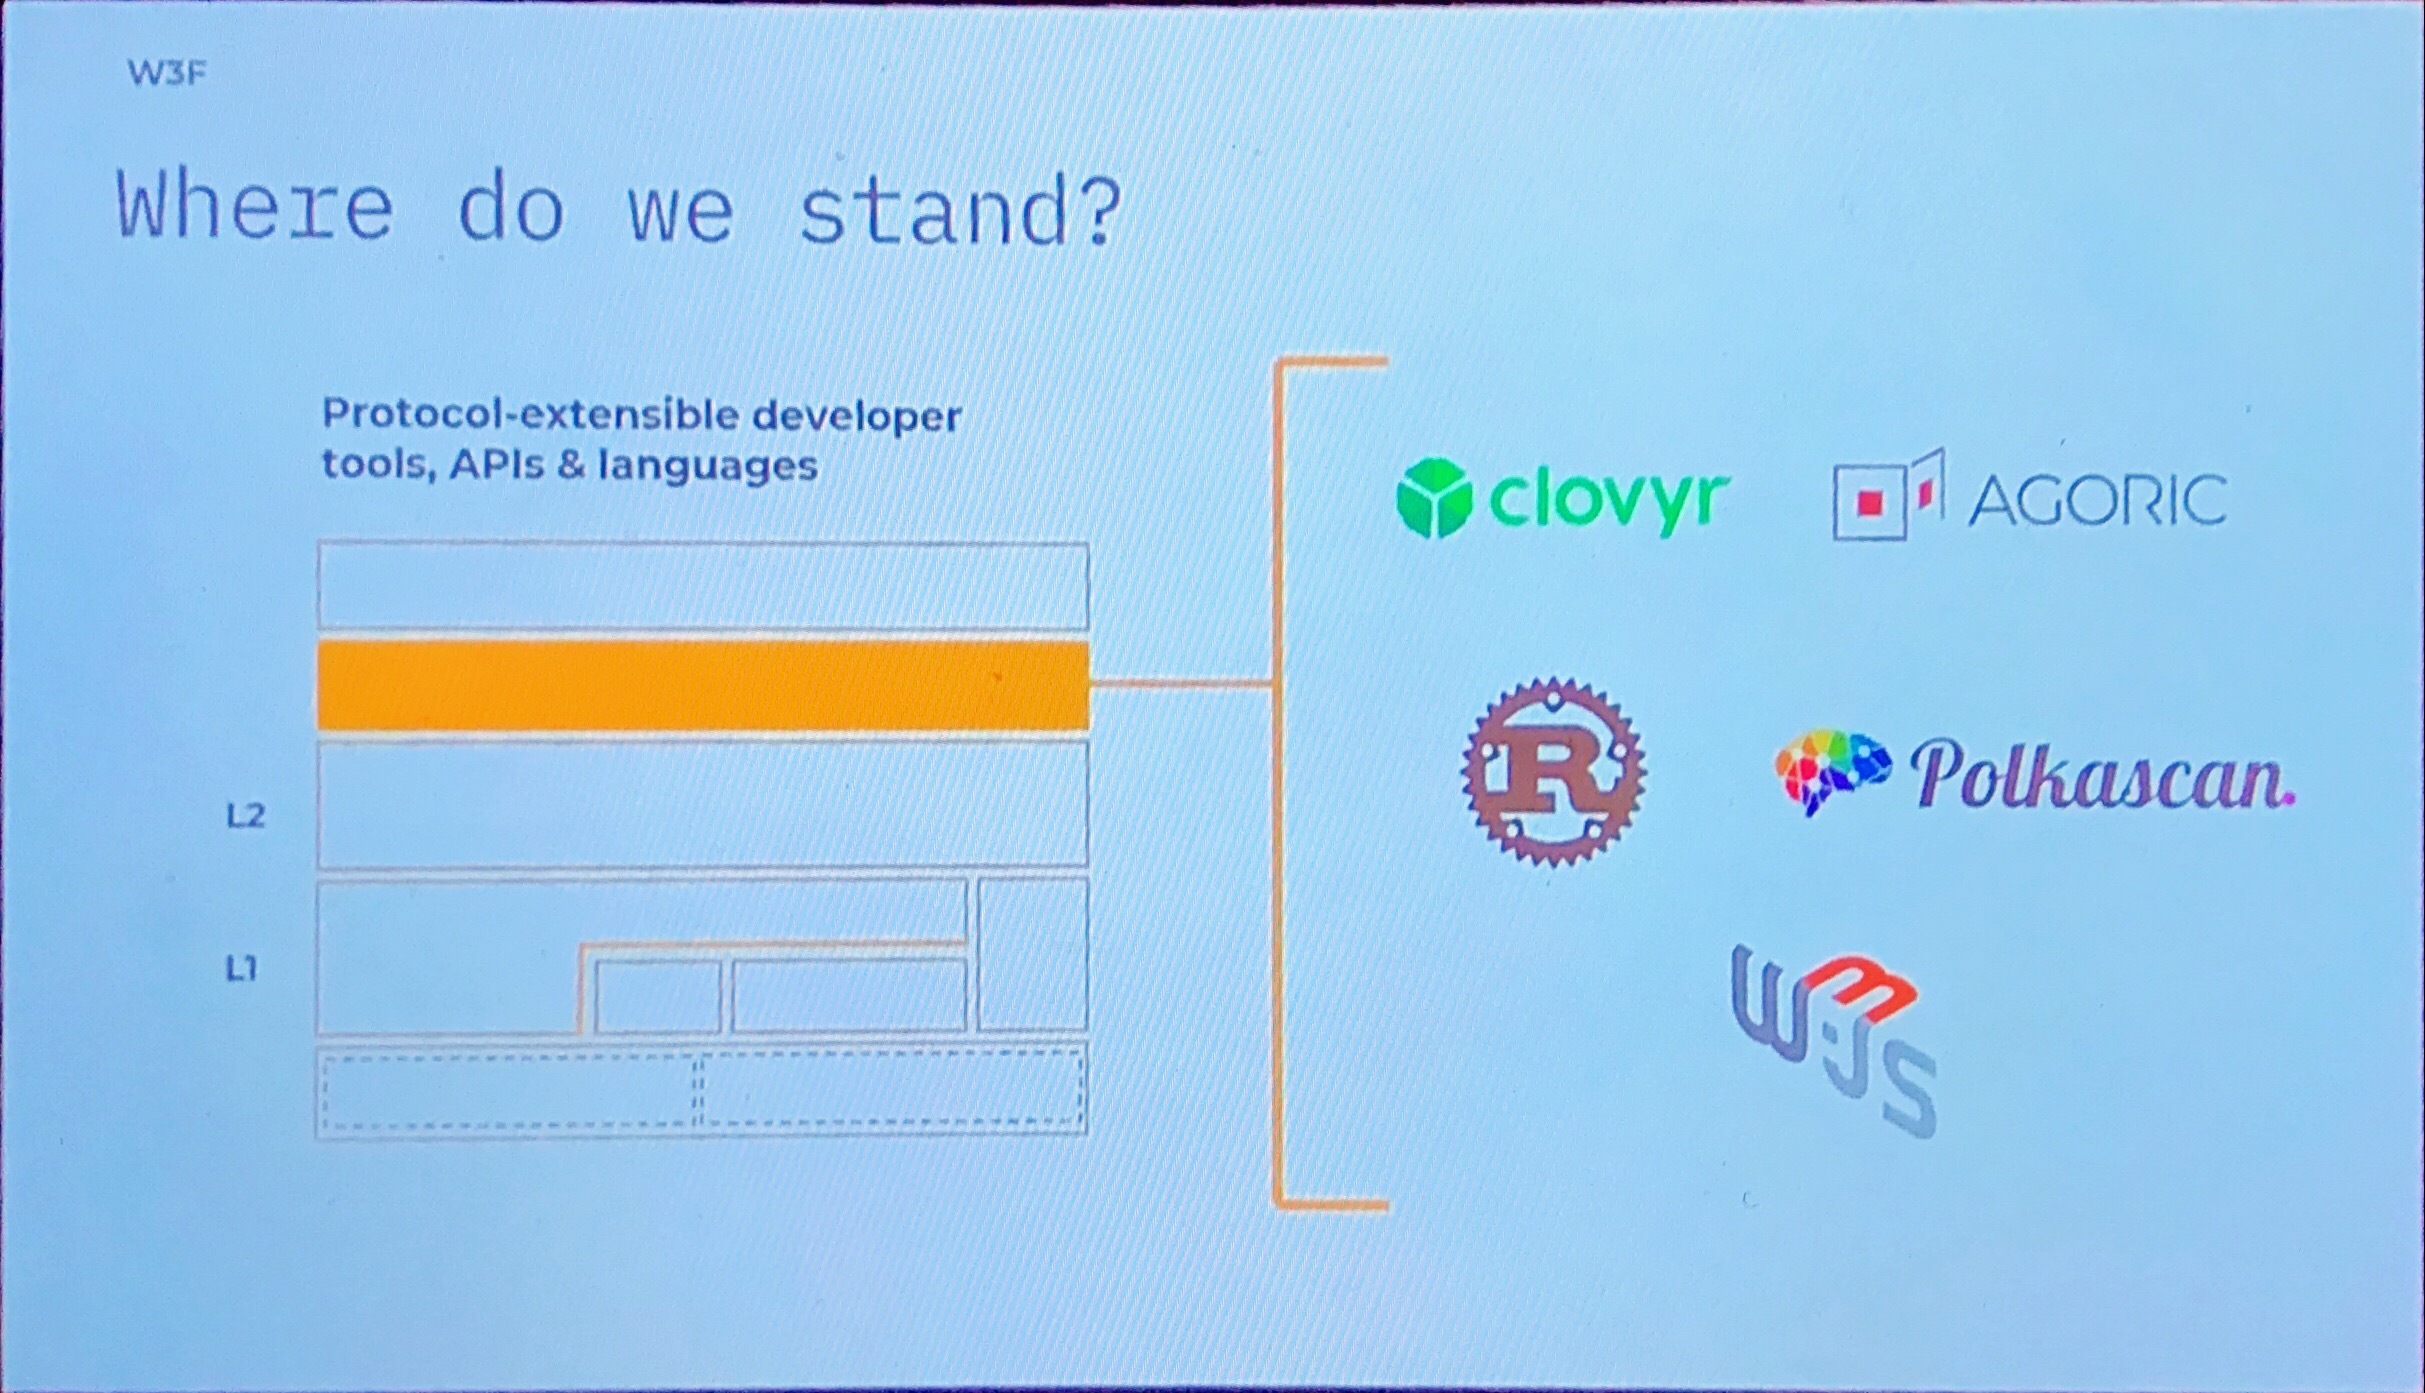 W3F
Where do we stand?
Protocol-extensible developer
tools, APIs & languages
L2
L1
clovyr
AGORIC
R
Polkascan.
W3JS